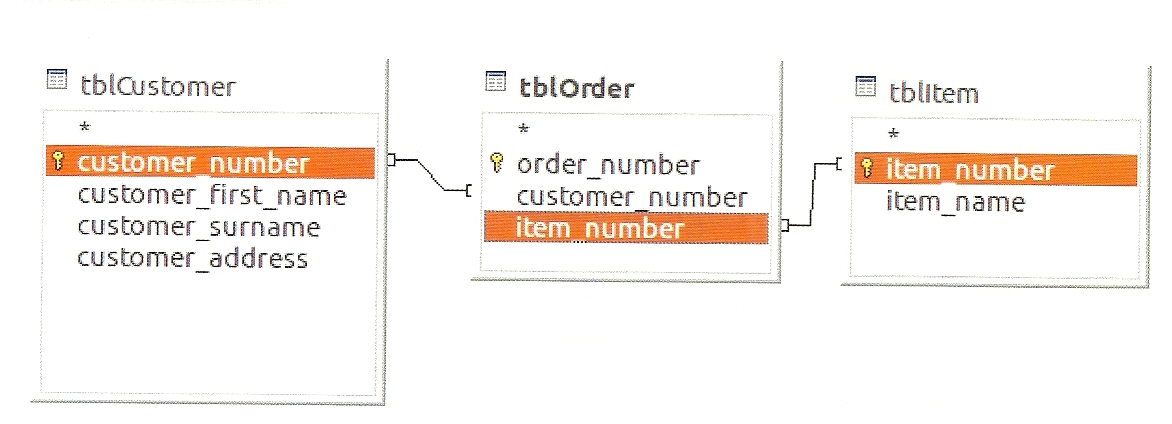 tblCustomer
*
customer_number
customer_first_name
customer_surname
customer_address
tblOrder
*
order_number
customer_number
item_number
tblItem
*
item_number
item_name